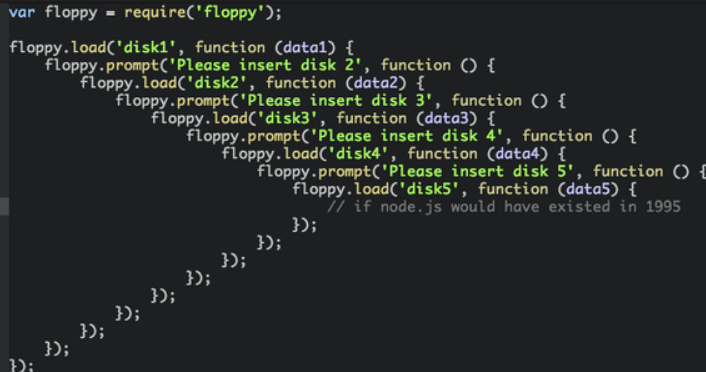 var floppy = require('floppy');

floppy.load('disk1', function (data1) {
    floppy.prompt('Please insert disk 2', function () {
        floppy.load('disk2', function (data2) {
            floppy.prompt('Please insert disk 3', function () {
                floppy.load('disk3', function (data3) {
                    floppy.prompt('Please insert disk 4', function () {
                        floppy.load('disk4', function (data4) {
                            floppy.prompt('Please insert disk 5', function () {
                                floppy.load('disk5', function (data5) {
                                    // if node.js would have existed in 1995
                                });
                            });
                        });
                    });
                });
            });
        });
    });
});